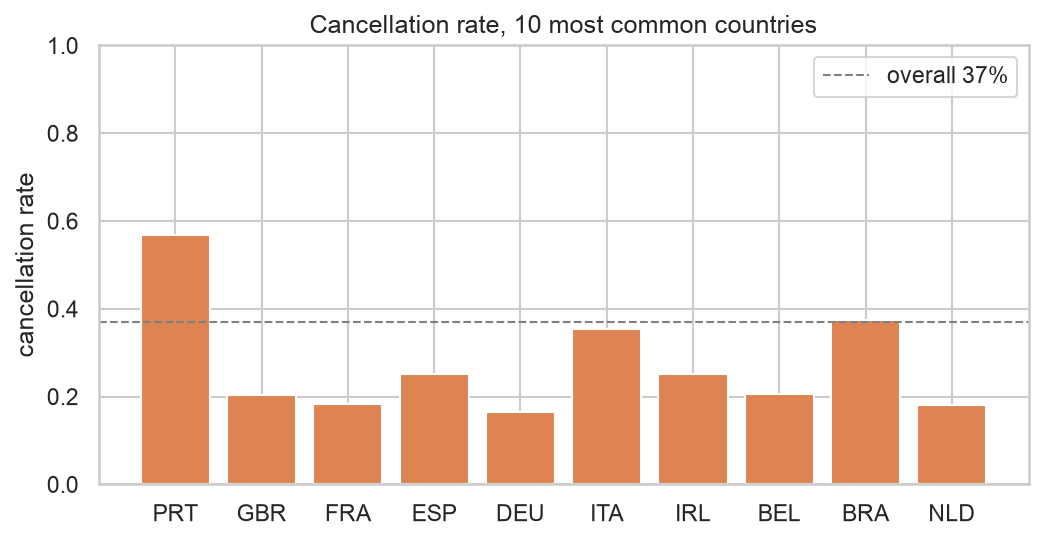 Cancellation rate, 10 most common countries
overall 37%
cancellation rate
1.0
0.8
0.6
0.4
0.2
0.0
PRT GBR FRA ESP DEU ITA IRL BEL BRA NLD